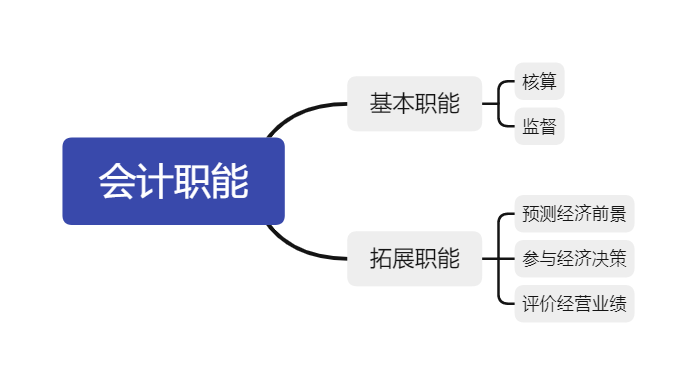 会计职能
基本职能
核算
监督
拓展职能
预测经济前景
参与经济决策
评价经营业绩